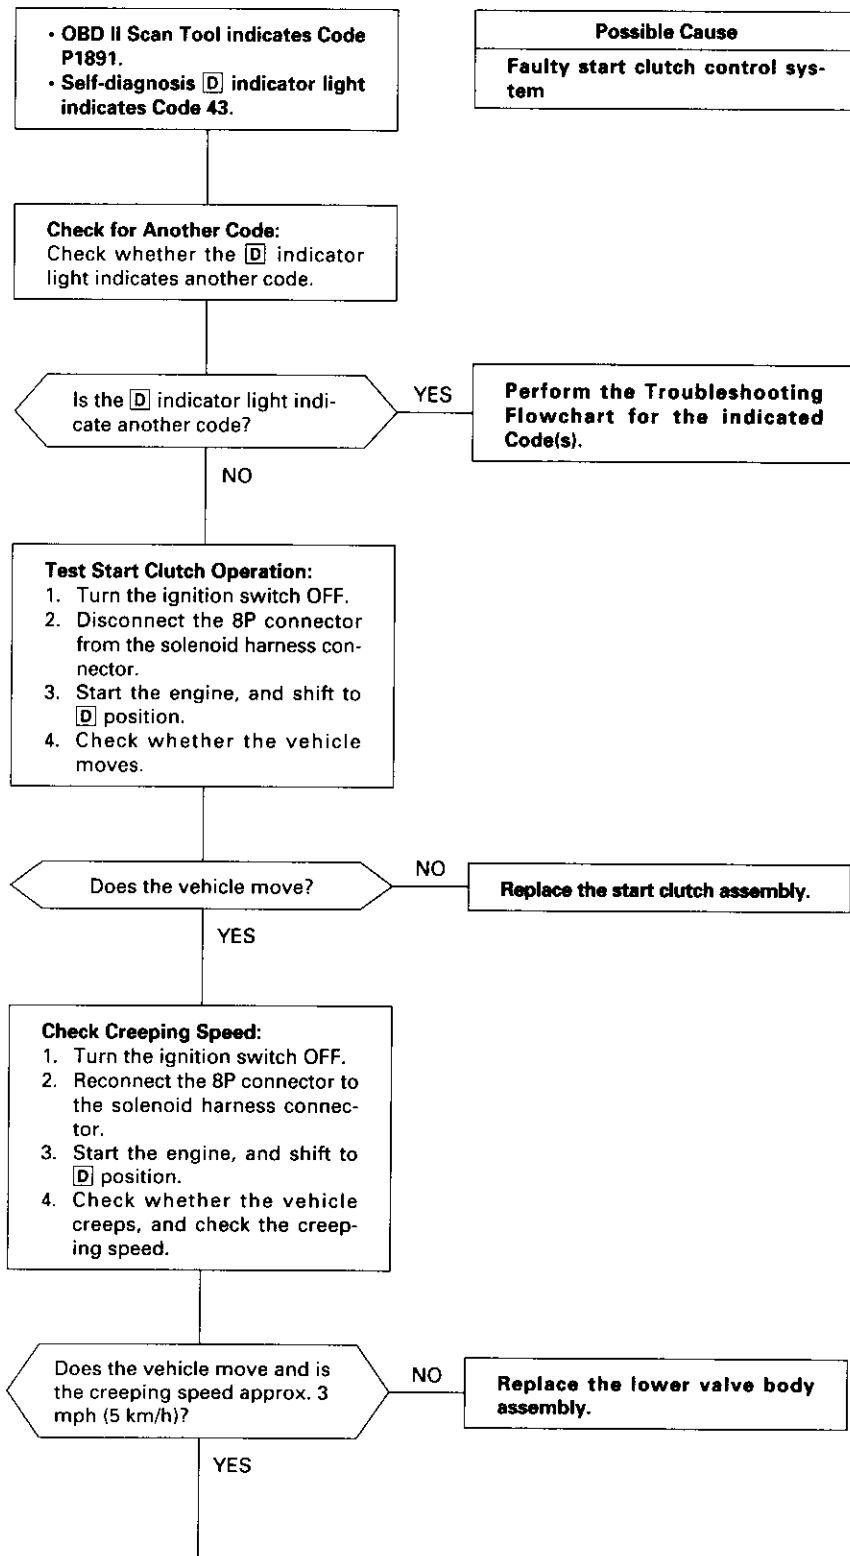 • OBD II Scan Tool indicates Code
P1891.
• Self-diagnosis D indicator light
indicates Code 43.
Possible Cause
Faulty start clutch control sys-
tem
Check for Another Code:
Check whether the D indicator
light indicates another code.
Is the D indicator light indi-
cate another code?
YES
Perform the Troubleshooting
Flowchart for the indicated
Code(s).
NO
Test Start Clutch Operation:
1. Turn the ignition switch OFF.
2. Disconnect the 8P connector
from the solenoid harness con-
nector.
3. Start the engine, and shift to
D position.
4. Check whether the vehicle
moves.
Does the vehicle move?
NO
Replace the start clutch assembly.
YES
Check Creeping Speed:
1. Turn the ignition switch OFF.
2. Reconnect the 8P connector to
the solenoid harness connec-
tor.
3. Start the engine, and shift to
D position.
4. Check whether the vehicle
creeps, and check the creep-
ing speed.
Does the vehicle move and is
the creeping speed approx. 3
mph (5 km/h)?
NO
Replace the lower valve body
assembly.
YES